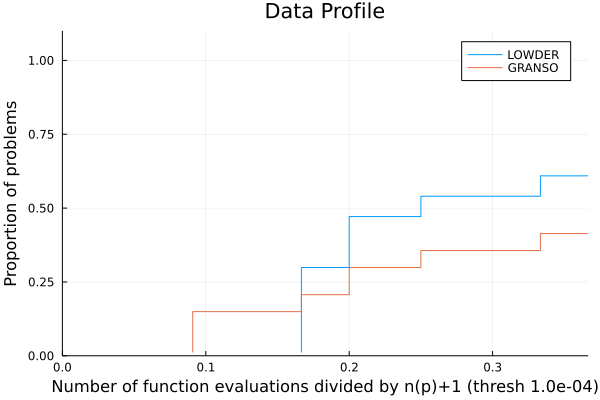 Data Profile
LOWDER
GRANSO
Proportion of problems
1.00
0.75
0.50
0.25
0.00
0.0 0.1 0.2 0.3
Number of function evaluations divided by n(p)+1 (thresh 1.0e-04)